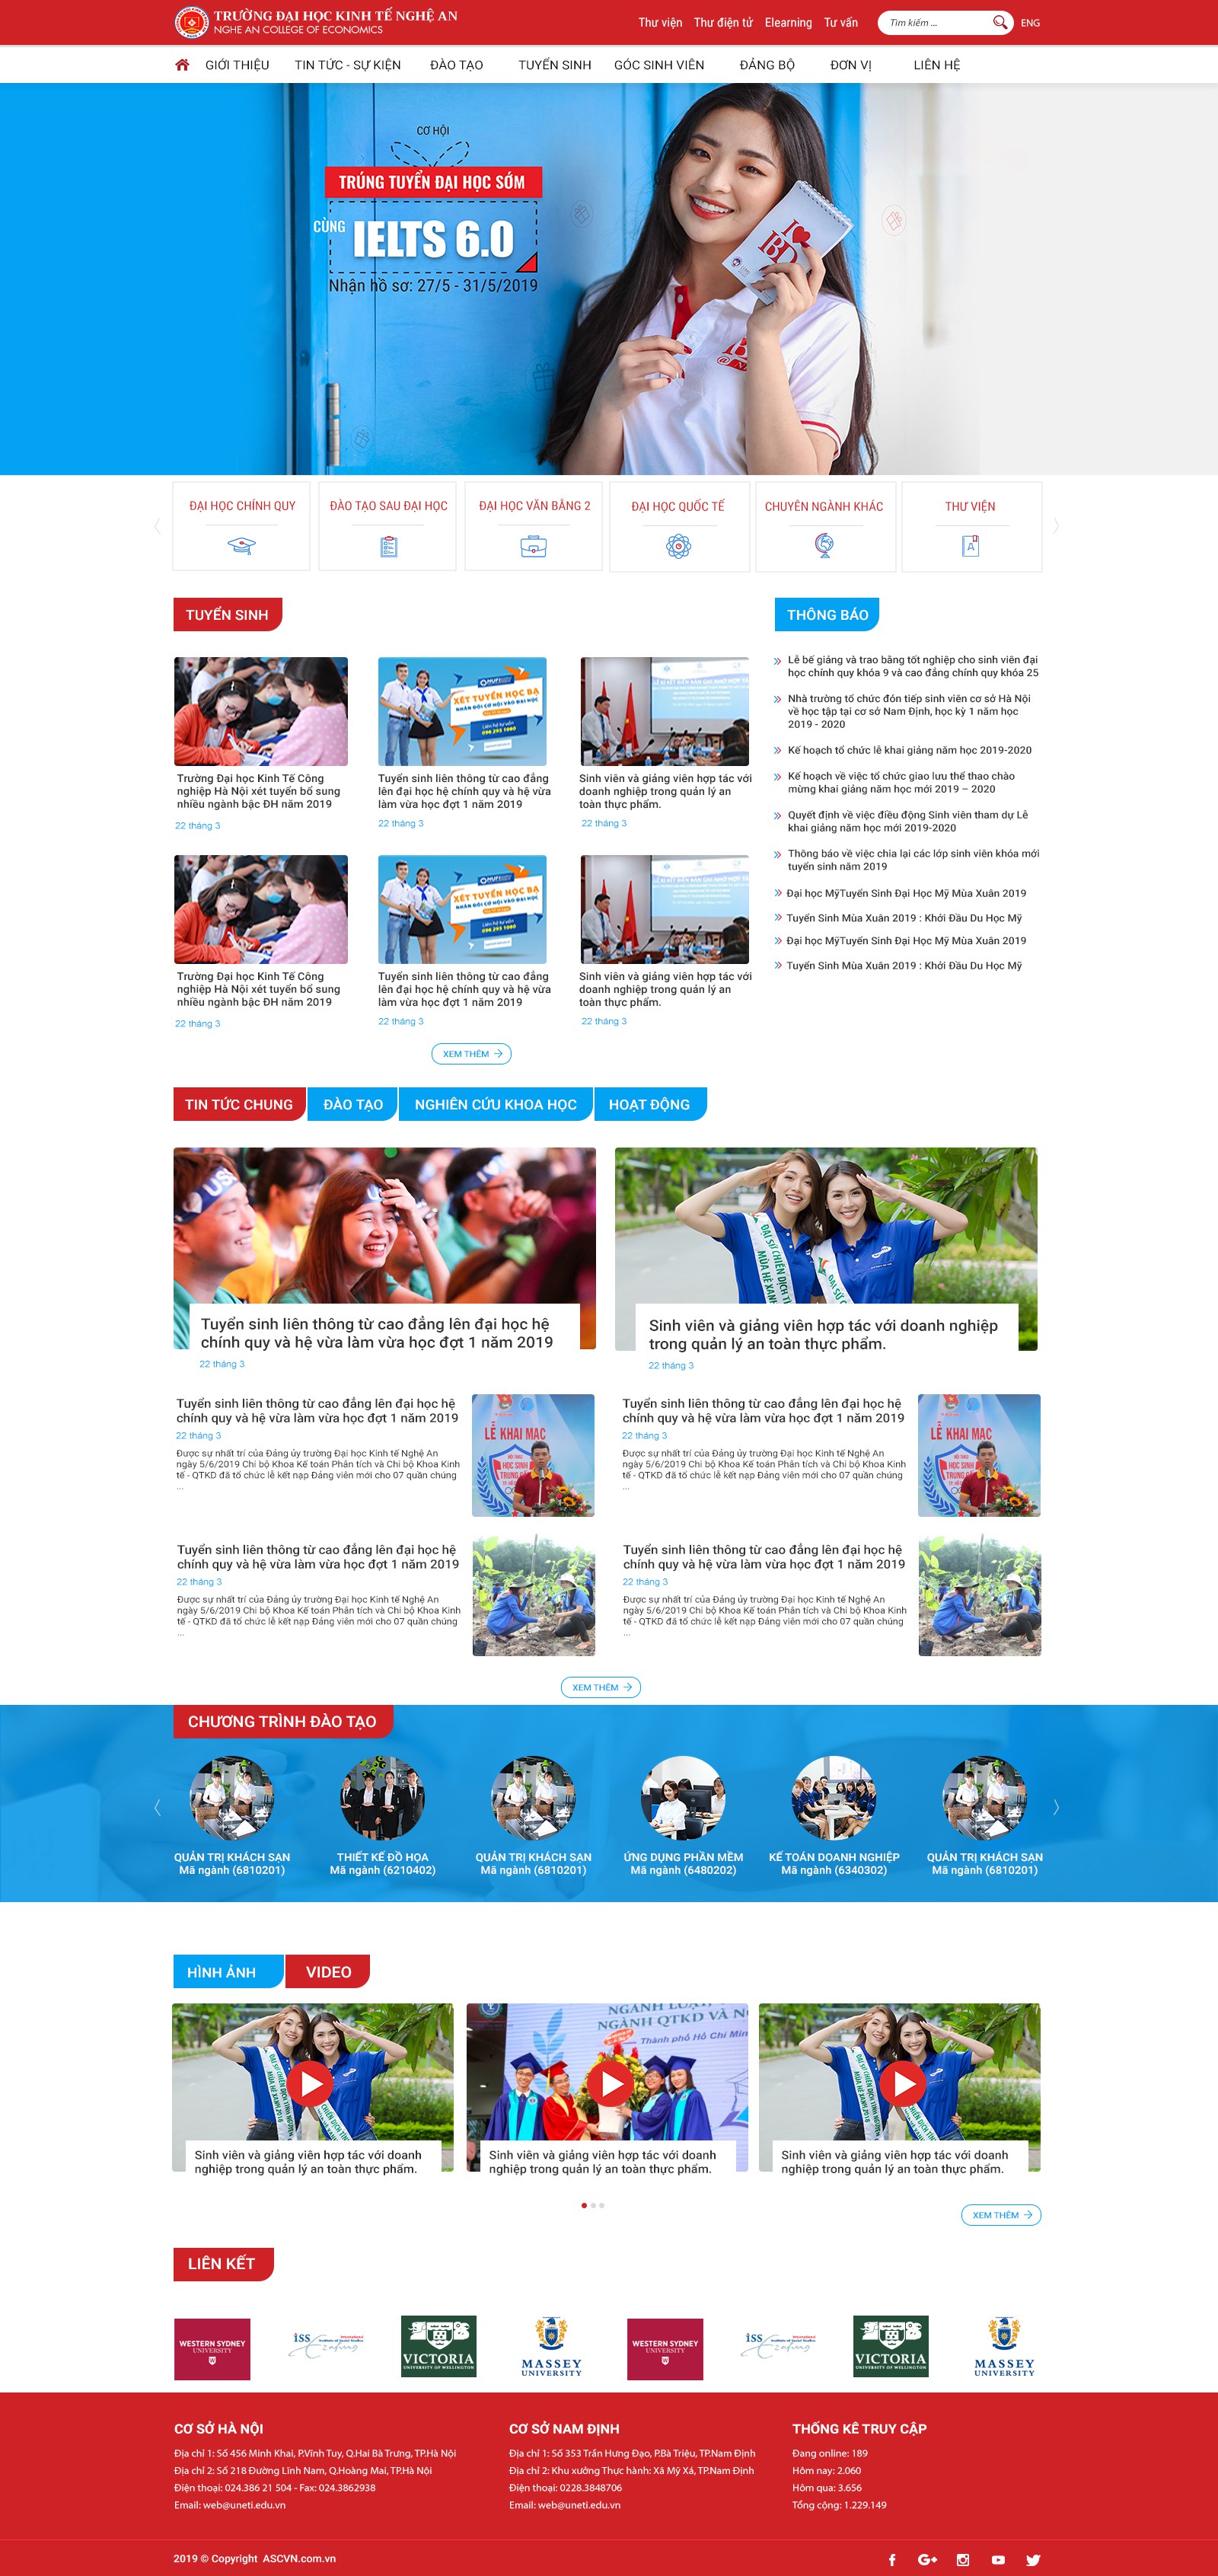 TRƯỜNG ĐẠI HỌC KINH TẾ NGHỆ AN
NGHE AN COLLEGE OF ECONOMICS
Thư viện Thư điện tử Elearning Tư vấn Tìm kiếm ... ENG
GIỚI THIỆU TIN TỨC - SỰ KIỆN ĐÀO TẠO TUYỂN SINH GÓC SINH VIÊN ĐẢNG BỘ ĐƠN VỊ LIÊN HỆ
CƠ HỘI
TRÚNG TUYỂN ĐẠI HỌC SỚM
CÙNG IELTS 6.0
Nhận hồ sơ: 27/5 - 31/5/2019
ĐẠI HỌC CHÍNH QUY ĐÀO TẠO SAU ĐẠI HỌC ĐẠI HỌC VĂN BẰNG 2 ĐẠI HỌC QUỐC TẾ CHUYÊN NGÀNH KHÁC THƯ VIỆN
TUYỂN SINH
XÉT TUYỂN HỌC BẠ
NHÂN ĐÔI CƠ HỘI VÀO ĐẠI HỌC
Trường Đại học Kinh Tế Công
nghiệp Hà Nội xét tuyển bổ sung
nhiều ngành bậc ĐH năm 2019
22 tháng 3
Tuyển sinh liên thông từ cao đẳng
lên đại học hệ chính quy và hệ vừa
làm vừa học đợt 1 năm 2019
22 tháng 3
Sinh viên và giảng viên hợp tác với
doanh nghiệp trong quản lý an
toàn thực phẩm.
22 tháng 3
XÉT TUYỂN HỌC BẠ
NHÂN ĐÔI CƠ HỘI VÀO ĐẠI HỌC
Trường Đại học Kinh Tế Công
nghiệp Hà Nội xét tuyển bổ sung
nhiều ngành bậc ĐH năm 2019
22 tháng 3
Tuyển sinh liên thông từ cao đẳng
lên đại học hệ chính quy và hệ vừa
làm vừa học đợt 1 năm 2019
22 tháng 3
Sinh viên và giảng viên hợp tác với
doanh nghiệp trong quản lý an
toàn thực phẩm.
22 tháng 3
XEM THÊM
THÔNG BÁO
Lễ bế giảng và trao bằng tốt nghiệp cho sinh viên đại
học chính quy khóa 9 và cao đẳng chính quy khóa 25
Nhà trường tổ chức đón tiếp sinh viên cơ sở Hà Nội
về học tập tại cơ sở Nam Định, học kỳ 1 năm học
2019 - 2020
Kế hoạch tổ chức lễ khai giảng năm học 2019-2020
Kế hoạch về việc tổ chức giao lưu thể thao chào
mừng khai giảng năm học mới 2019 – 2020
Quyết định về việc điều động Sinh viên tham dự Lễ
khai giảng năm học mới 2019-2020
Thông báo về việc chia lại các lớp sinh viên khóa mới
tuyển sinh năm 2019
Đại học MỹTuyển Sinh Đại Học Mỹ Mùa Xuân 2019
Tuyển Sinh Mùa Xuân 2019 : Khởi Đầu Du Học Mỹ
Đại học MỹTuyển Sinh Đại Học Mỹ Mùa Xuân 2019
Tuyển Sinh Mùa Xuân 2019 : Khởi Đầu Du Học Mỹ
TIN TỨC CHUNG ĐÀO TẠO NGHIÊN CỨU KHOA HỌC HOẠT ĐỘNG
Tuyển sinh liên thông từ cao đẳng lên đại học hệ
chính quy và hệ vừa làm vừa học đợt 1 năm 2019
22 tháng 3
Sinh viên và giảng viên hợp tác với doanh nghiệp
trong quản lý an toàn thực phẩm.
22 tháng 3
Tuyển sinh liên thông từ cao đẳng lên đại học hệ
chính quy và hệ vừa làm vừa học đợt 1 năm 2019
22 tháng 3
Được sự nhất trí của Đảng ủy trường Đại học Kinh tế Nghệ An
ngày 5/6/2019 Chi bộ Khoa Kế toán Phân tích và Chi bộ Khoa Kinh
tế - QTKD đã tổ chức lễ kết nạp Đảng viên mới cho 07 quần chúng
...
LỄ KHAI MẠC
Tuyển sinh liên thông từ cao đẳng lên đại học hệ
chính quy và hệ vừa làm vừa học đợt 1 năm 2019
22 tháng 3
Được sự nhất trí của Đảng ủy trường Đại học Kinh tế Nghệ An
ngày 5/6/2019 Chi bộ Khoa Kế toán Phân tích và Chi bộ Khoa Kinh
tế - QTKD đã tổ chức lễ kết nạp Đảng viên mới cho 07 quần chúng
...
LỄ KHAI MẠC
Tuyển sinh liên thông từ cao đẳng lên đại học hệ
chính quy và hệ vừa làm vừa học đợt 1 năm 2019
22 tháng 3
Được sự nhất trí của Đảng ủy trường Đại học Kinh tế Nghệ An
ngày 5/6/2019 Chi bộ Khoa Kế toán Phân tích và Chi bộ Khoa Kinh
tế - QTKD đã tổ chức lễ kết nạp Đảng viên mới cho 07 quần chúng
...
Tuyển sinh liên thông từ cao đẳng lên đại học hệ
chính quy và hệ vừa làm vừa học đợt 1 năm 2019
22 tháng 3
Được sự nhất trí của Đảng ủy trường Đại học Kinh tế Nghệ An
ngày 5/6/2019 Chi bộ Khoa Kế toán Phân tích và Chi bộ Khoa Kinh
tế - QTKD đã tổ chức lễ kết nạp Đảng viên mới cho 07 quần chúng
...
XEM THÊM
CHƯƠNG TRÌNH ĐÀO TẠO
QUẢN TRỊ KHÁCH SẠN
Mã ngành (6810201)
THIẾT KẾ ĐỒ HỌA
Mã ngành (6210402)
QUẢN TRỊ KHÁCH SẠN
Mã ngành (6810201)
ỨNG DỤNG PHẦN MỀM
Mã ngành (6480202)
KẾ TOÁN DOANH NGHIỆP
Mã ngành (6340302)
QUẢN TRỊ KHÁCH SẠN
Mã ngành (6810201)
HÌNH ẢNH VIDEO
Sinh viên và giảng viên hợp tác với doanh
nghiệp trong quản lý an toàn thực phẩm.
NGÀNH QTKD VÀ
Thành phố Hồ Chí Min
Sinh viên và giảng viên hợp tác với doanh
nghiệp trong quản lý an toàn thực phẩm.
Sinh viên và giảng viên hợp tác với doanh
nghiệp trong quản lý an toàn thực phẩm.
XEM THÊM
LIÊN KẾT
WESTERN SYDNEY
UNIVERSITY
ISS
VICTORIA
UNIVERSITY OF WELLINGTON
MASSEY
UNIVERSITY
WESTERN SYDNEY
UNIVERSITY
ISS
VICTORIA
UNIVERSITY OF WELLINGTON
MASSEY
UNIVERSITY
CƠ SỞ HÀ NỘI
Địa chỉ 1: Số 456 Minh Khai, P.Vĩnh Tuy, Q.Hai Bà Trưng, TP.Hà Nội
Địa chỉ 2: Số 218 Đường Lĩnh Nam, Q.Hoàng Mai, TP.Hà Nội
Điện thoại: 024.386 21 504 - Fax: 024.3862938
Email: web@uneti.edu.vn
CƠ SỞ NAM ĐỊNH
Địa chỉ 1: Số 353 Trần Hưng Đạo, P.Bà Triệu, TP.Nam Định
Địa chỉ 2: Khu xưởng Thực hành: Xã Mỹ Xá, TP.Nam Định
Điện thoại: 0228.3848706
Email: web@uneti.edu.vn
THỐNG KÊ TRUY CẬP
Đang online: 189
Hôm nay: 2.060
Hôm qua: 3.656
Tổng cộng: 1.229.149
2019 © Copyright ASCVN.com.vn